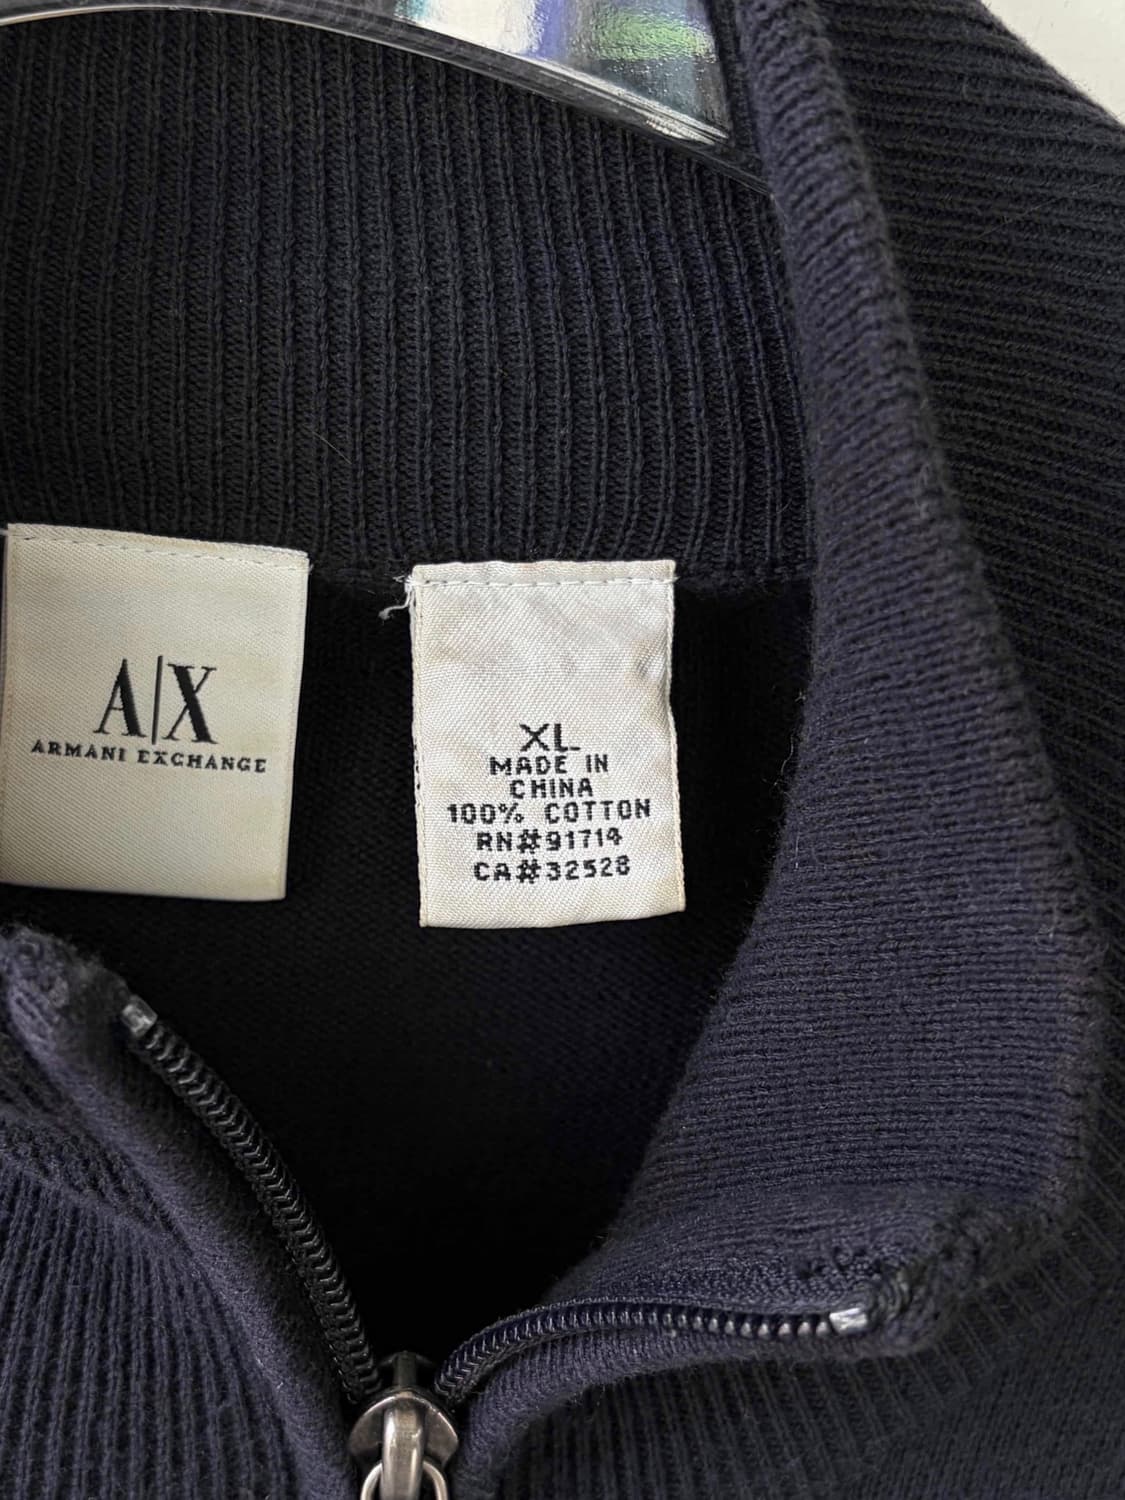 A|X
ARMANI EXCHANGE
XL
MADE IN
CHINA
100% COTTON
RN#91714
CA#32528